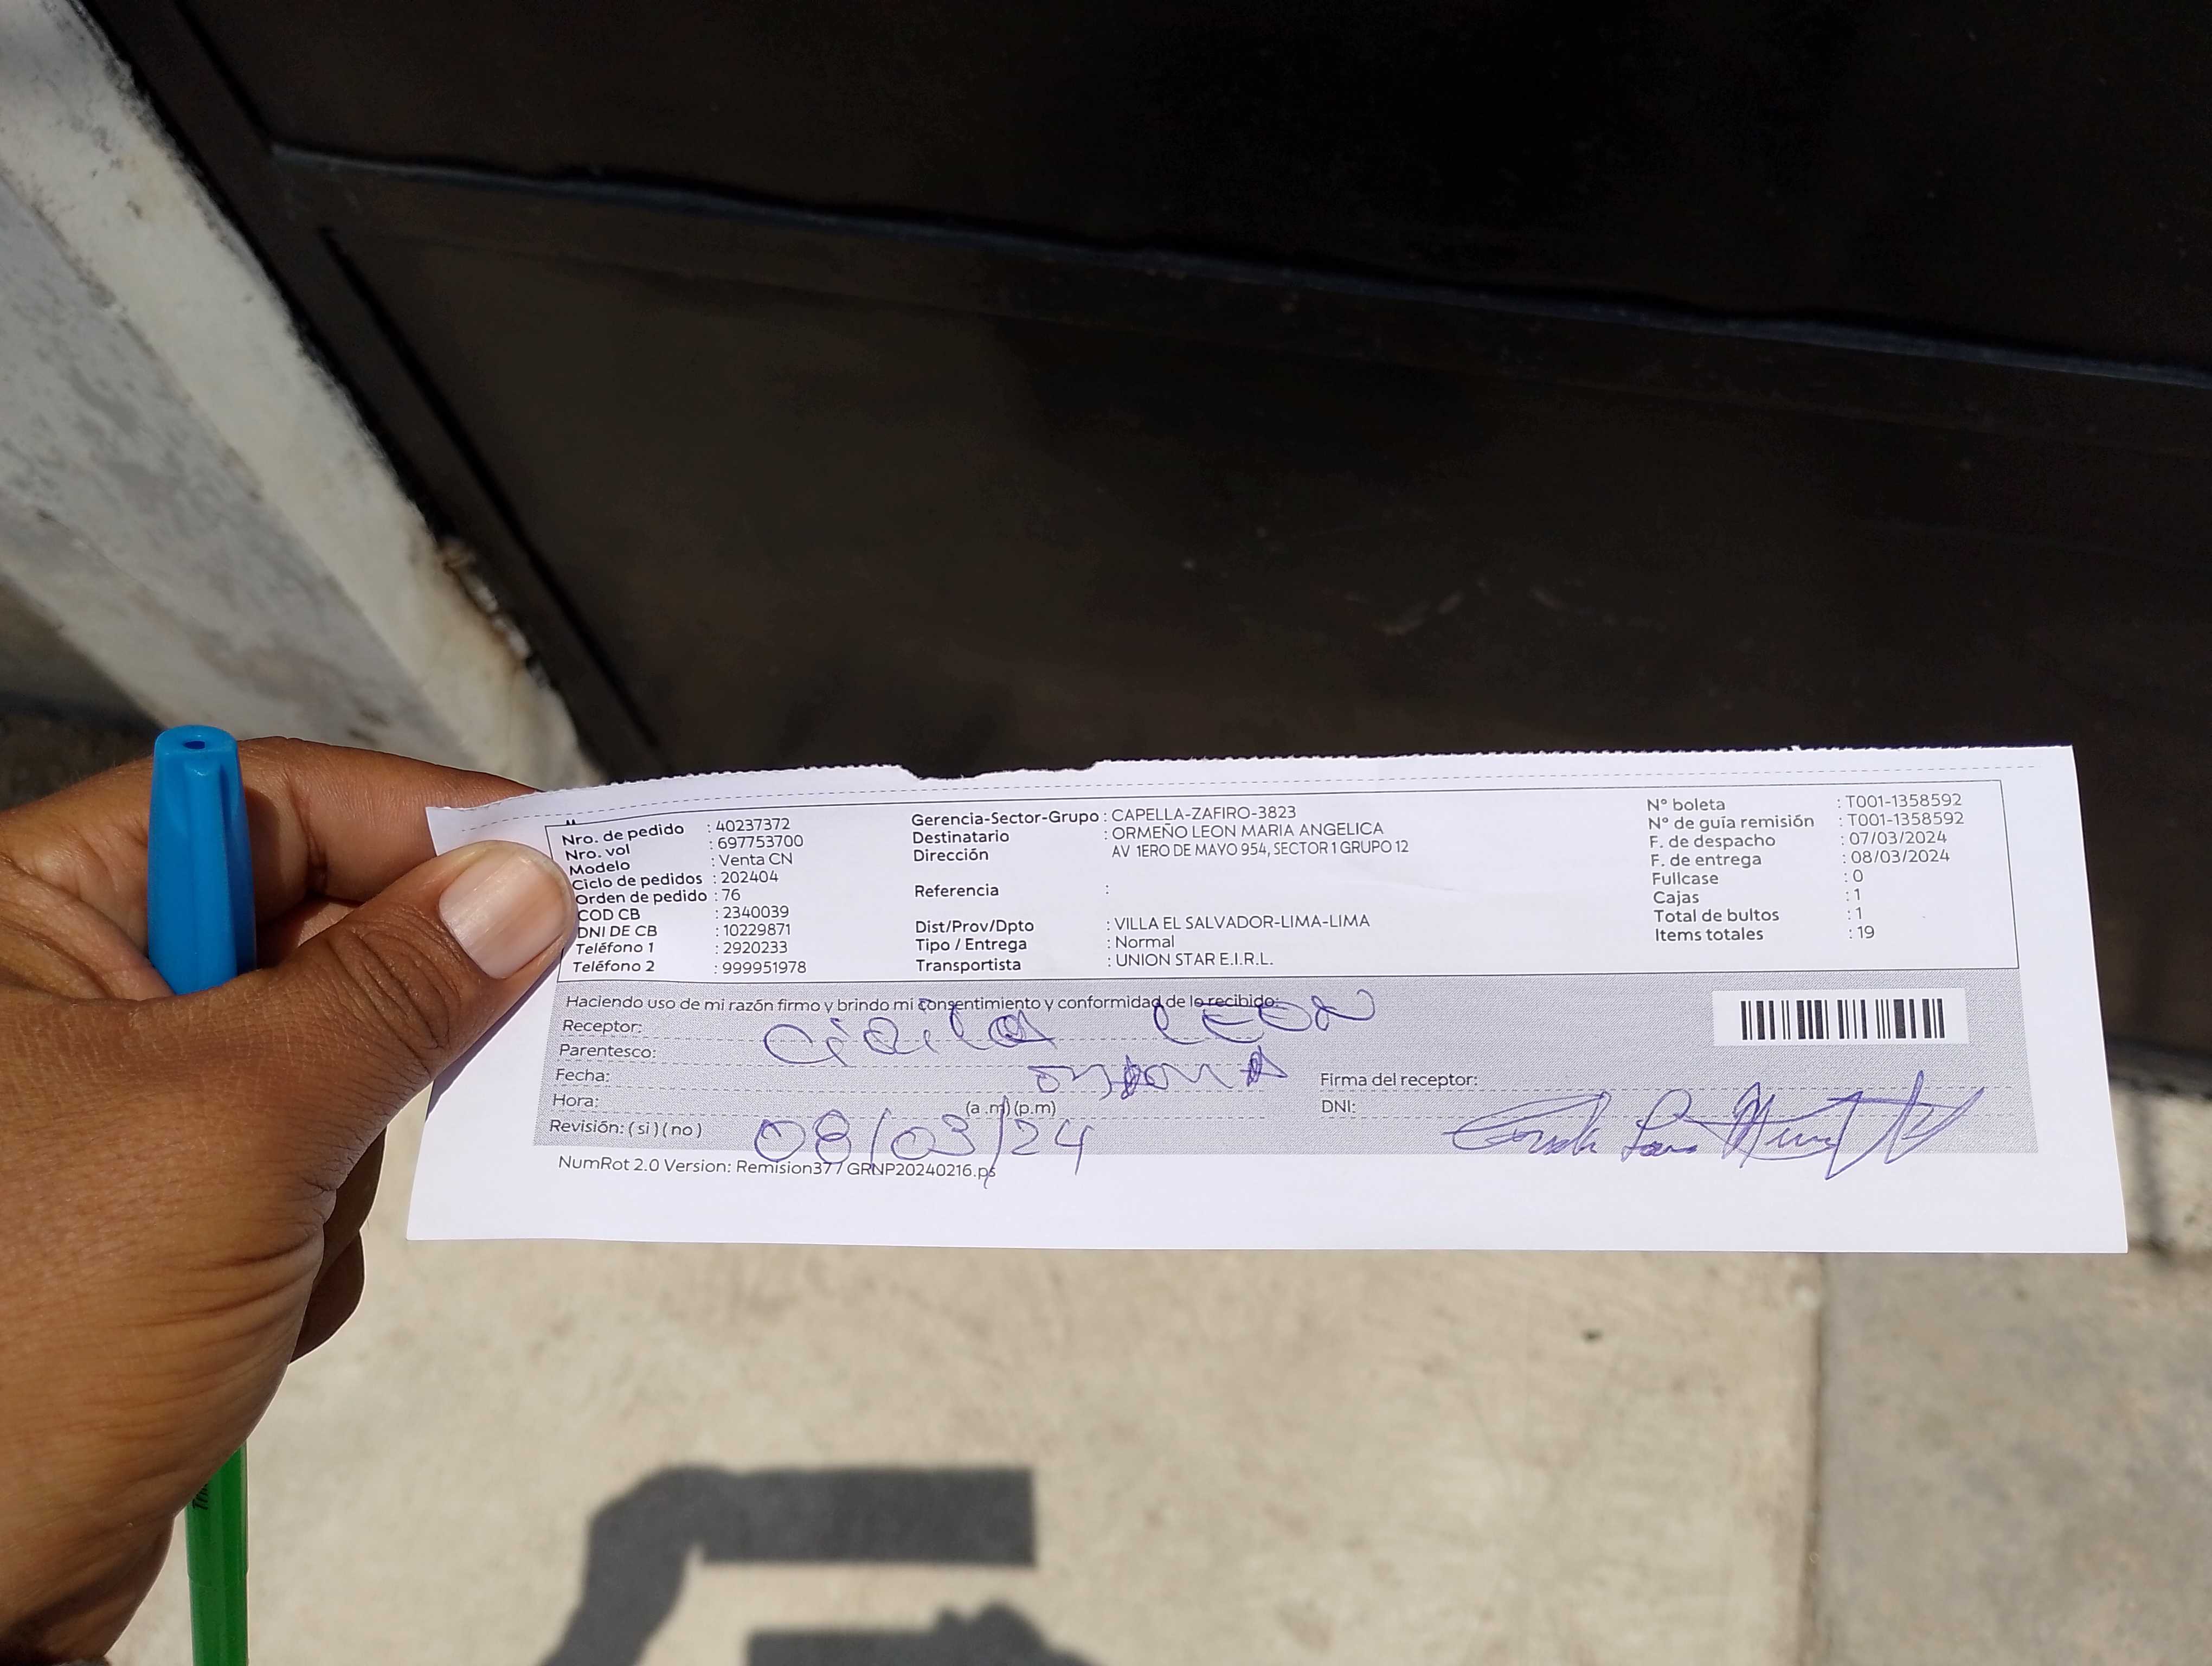 Nro. de pedido : 40237372
Nro. vol : 697753700
Modelo : Venta CN
Ciclo de pedidos : 202404
Orden de pedido : 76
COD CB : 2340039
DNI DE CB : 10229871
Teléfono 1 : 2920233
Teléfono 2 : 999951978
Gerencia-Sector-Grupo : CAPELLA-ZAFIRO-3823
Destinatario : ORMEÑO LEON MARIA ANGELICA
Dirección AV 1ERO DE MAYO 954, SECTOR 1 GRUPO 12
Referencia :
Dist/Prov/Dpto : VILLA EL SALVADOR-LIMA-LIMA
Tipo / Entrega : Normal
Transportista : UNION STAR E.I.R.L.
N° boleta : T001-1358592
N° de guía remisión : T001-1358592
F. de despacho : 07/03/2024
F. de entrega : 08/03/2024
Fullcase : 0
Cajas : 1
Total de bultos : 1
Items totales : 19
Haciendo uso de mi razón firmo y brindo mi consentimiento y conformidad de lo recibido:
Receptor: LEON
Parentesco:
Fecha:
Hora: (a .m) (p.m)
Revisión: ( si ) ( no ) 08/03/24
Firma del receptor:
DNI:
NumRot 2.0 Version: Remision377GRNP20240216.ps